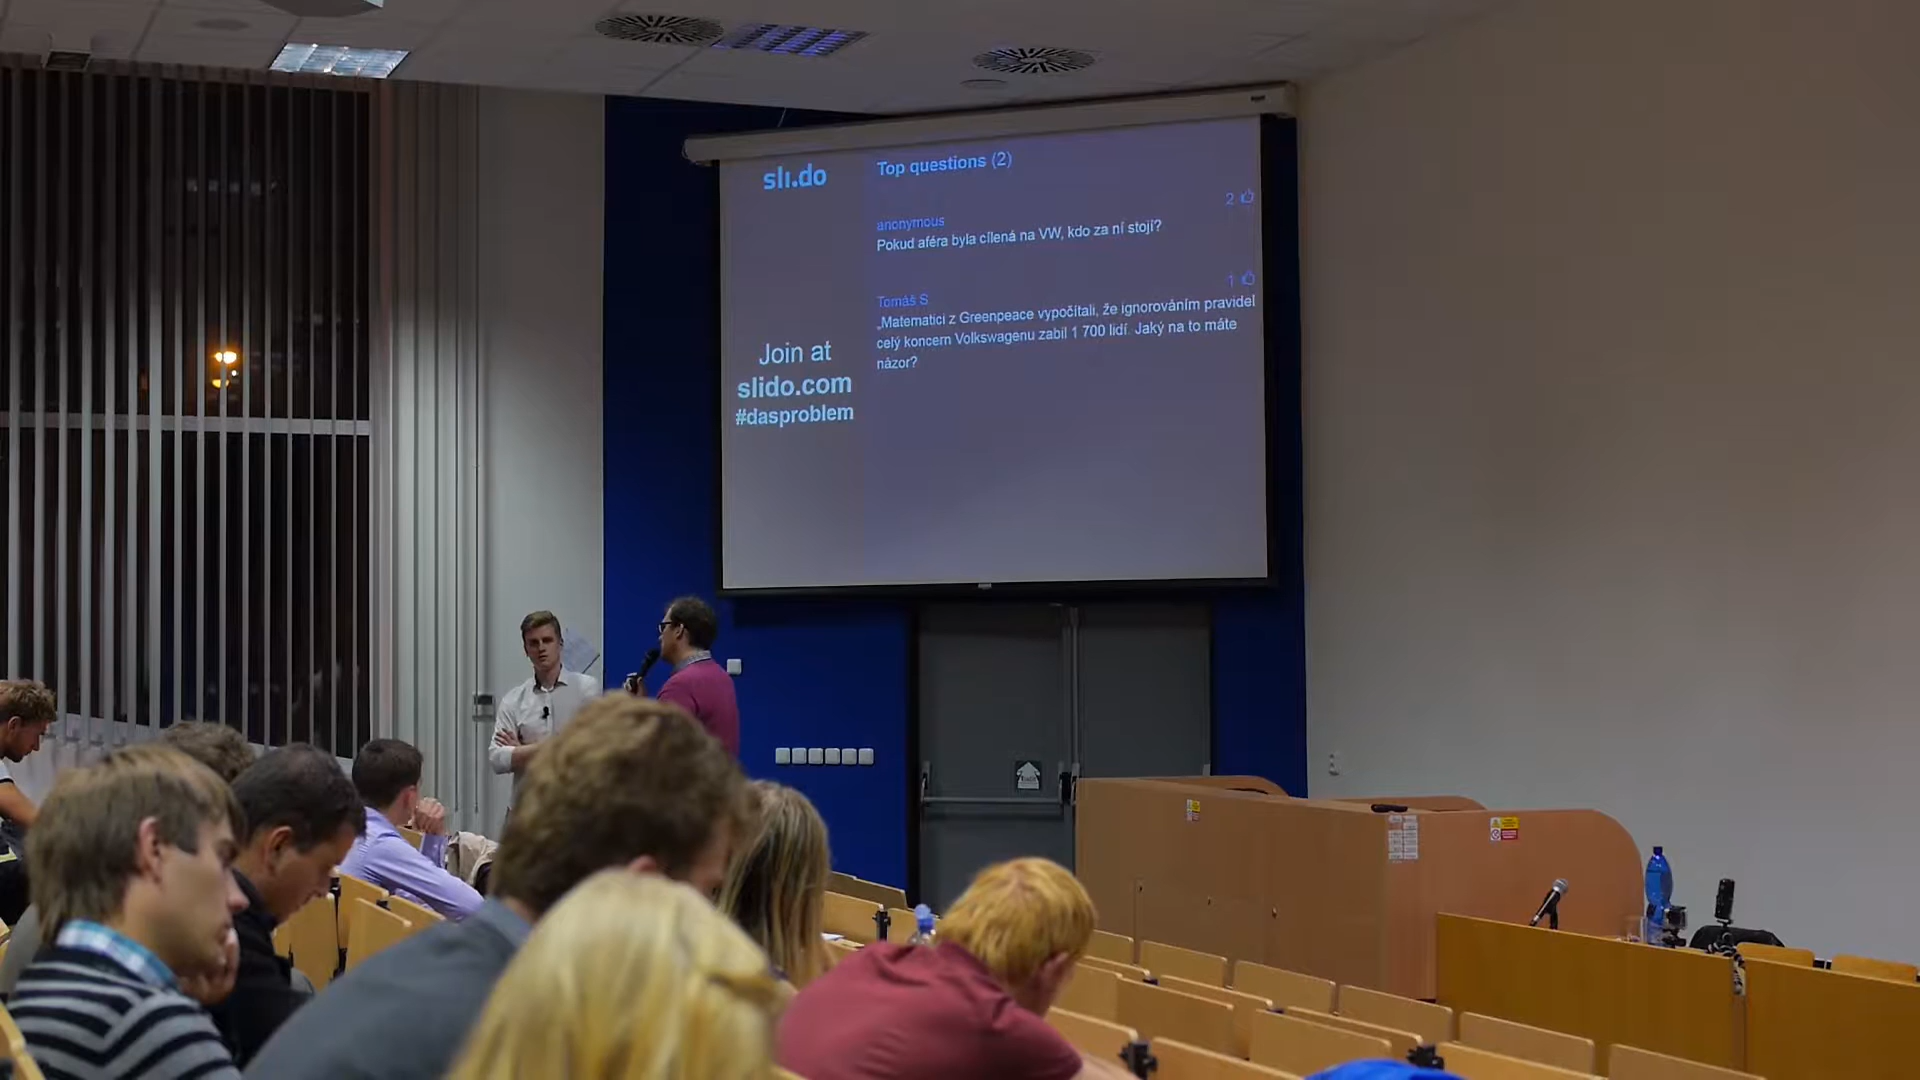 sli.do
Top questions (2)
2
anonymous
Pokud aféra byla cílená na VW, kdo za ní stojí?
1
Tomáš S
„Matematici z Greenpeace vypočítali, že ignorováním pravidel
celý koncern Volkswagenu zabil 1 700 lidí. Jaký na to máte
názor?
Join at
slido.com
#dasproblem